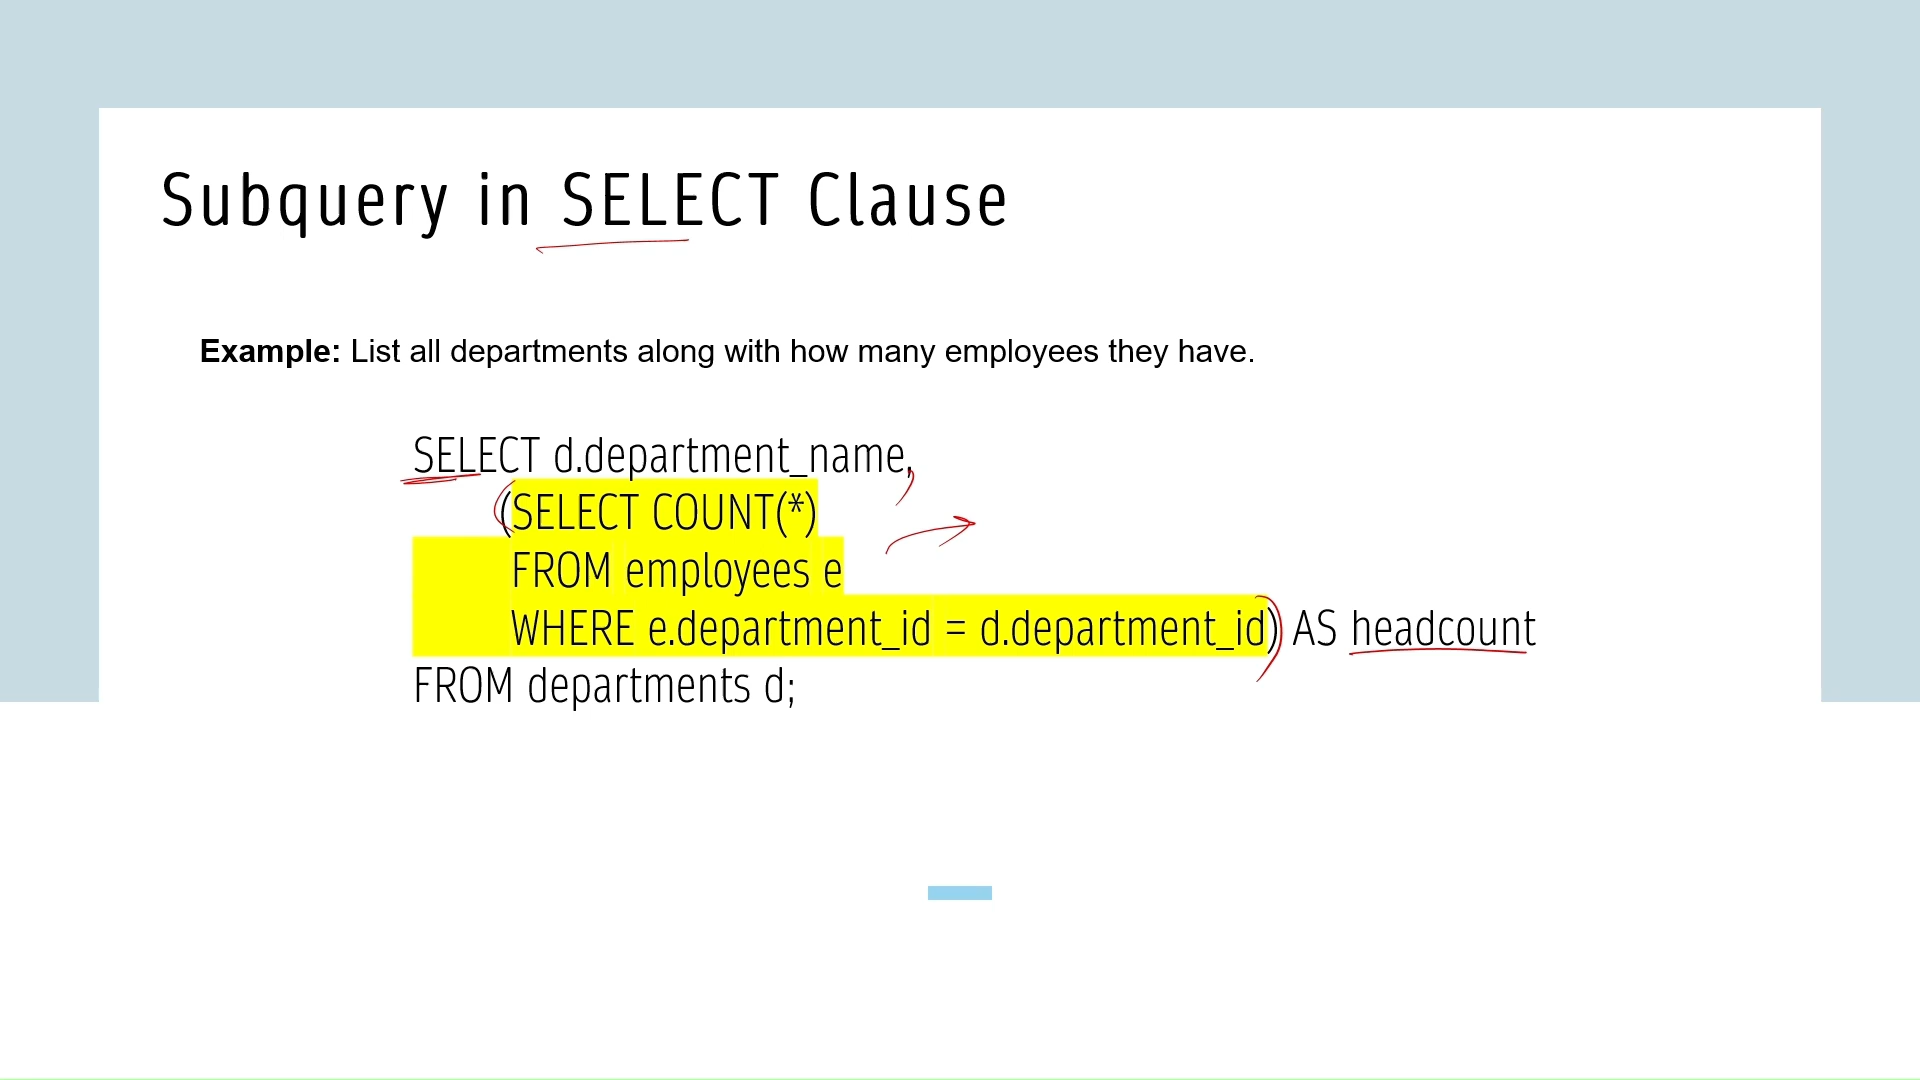 Subquery in SELECT Clause
Example: List all departments along with how many employees they have.
SELECT d.department_name,
(SELECT COUNT(*)
FROM employees e
WHERE e.department_id = d.department_id) AS headcount
FROM departments d;